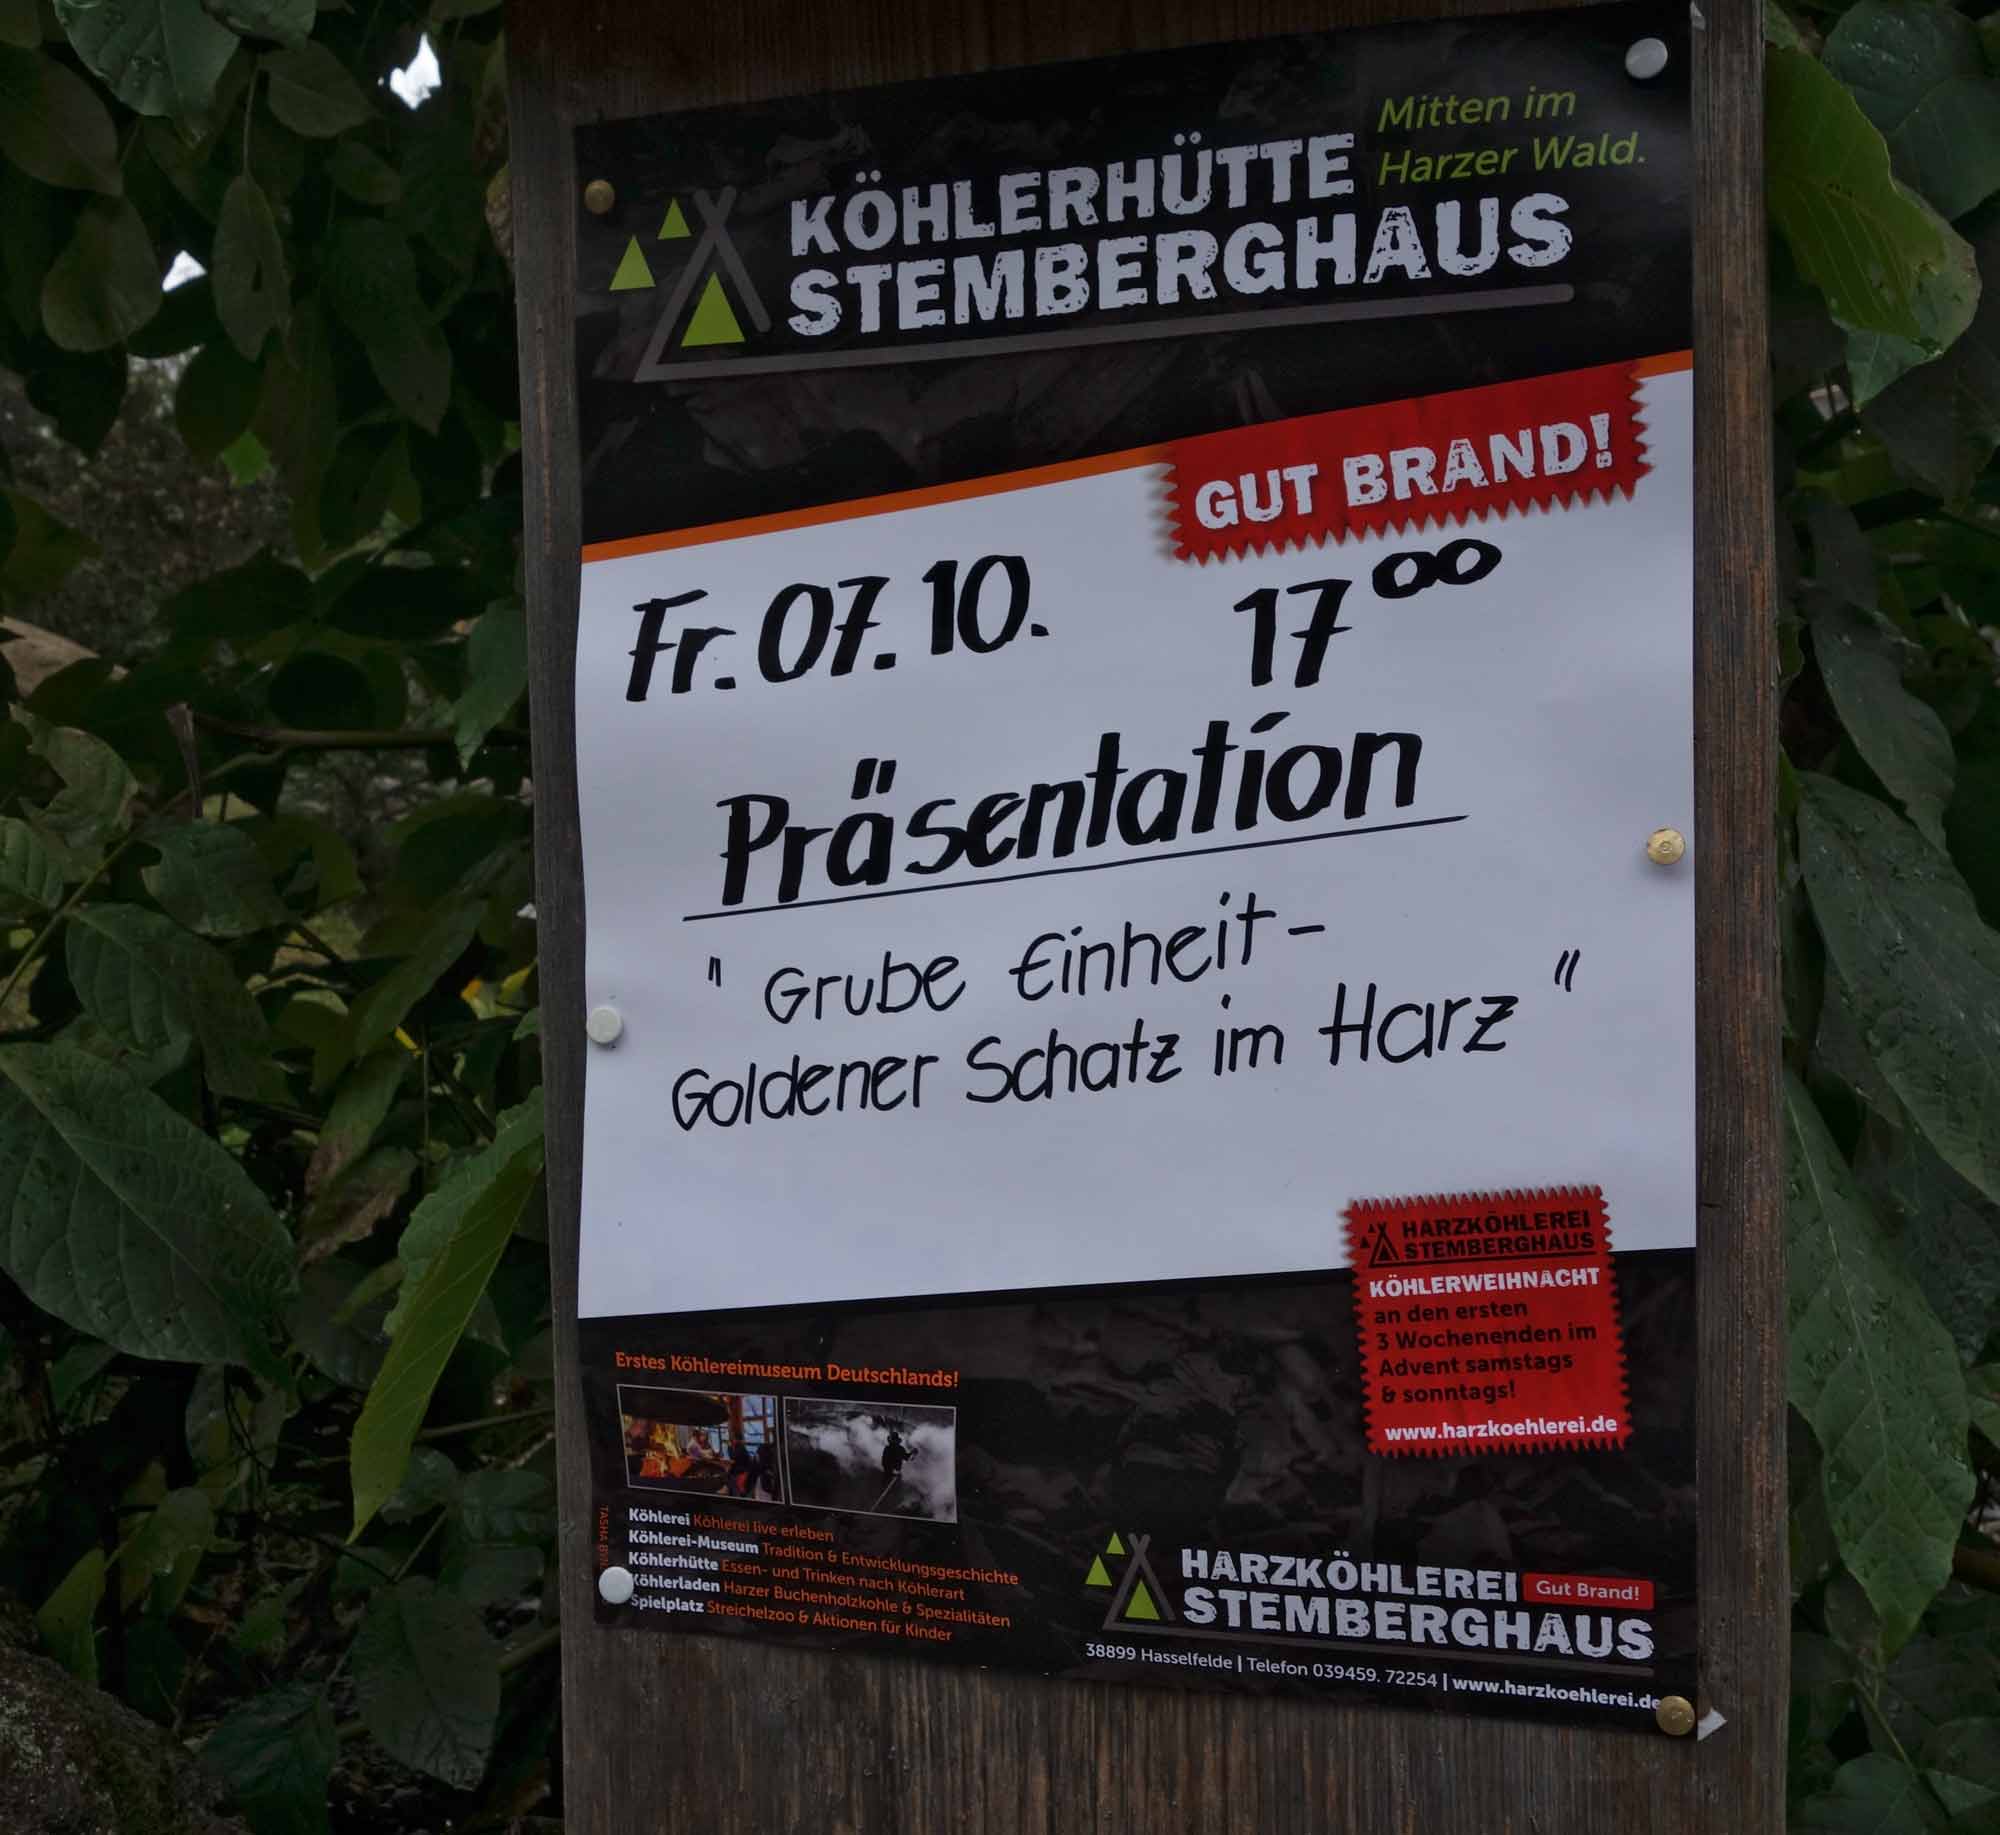 Mitten im
Harzer Wald.
KÖHLERHÜTTE
STEMBERGHAUS
GUT BRAND!
Fr. 07. 10. 17⁰⁰
Präsentation
" Grube Einheit -
Goldener Schatz im Harz "
HARZKÖHLEREI
STEMBERGHAUS
KÖHLERWEIHNACHT
an den ersten
3 Wochenenden im
Advent samstags
& sonntags!
www.harzkoehlerei.de
Erstes Köhlereimuseum Deutschlands!
Köhlerei Köhlerei live erleben
Köhlerei-Museum Tradition & Entwicklungsgeschichte
Köhlerhütte Essen- und Trinken nach Köhlerart
Köhlerladen Harzer Buchenholzkohle & Spezialitäten
Spielplatz Streichelzoo & Aktionen für Kinder
HARZKÖHLEREI Gut Brand!
STEMBERGHAUS
38899 Hasselfelde | Telefon 039459. 72254 | www.harzkoehlerei.de